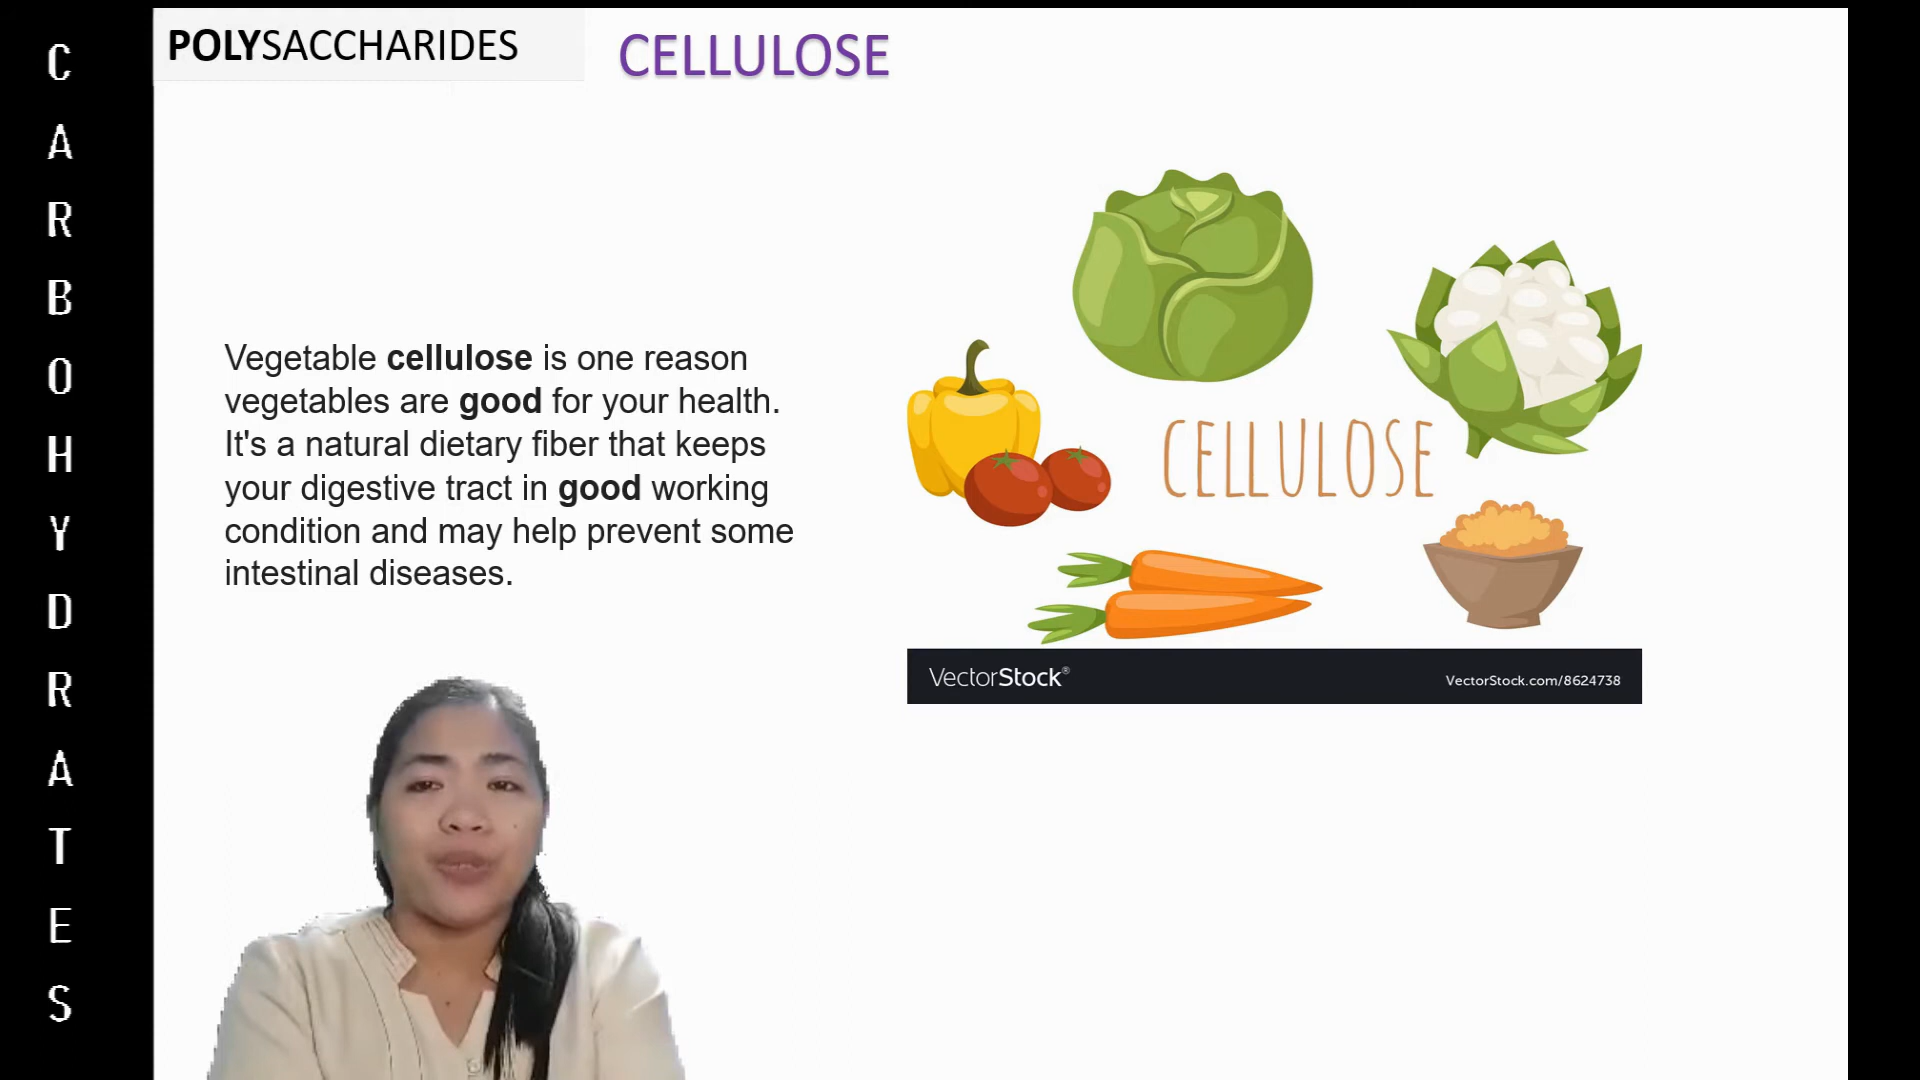 CARBOHYDRATES
POLYSACCHARIDES
CELLULOSE
Vegetable cellulose is one reason
vegetables are good for your health.
It's a natural dietary fiber that keeps
your digestive tract in good working
condition and may help prevent some
intestinal diseases.
CELLULOSE
VectorStock®
VectorStock.com/8624738